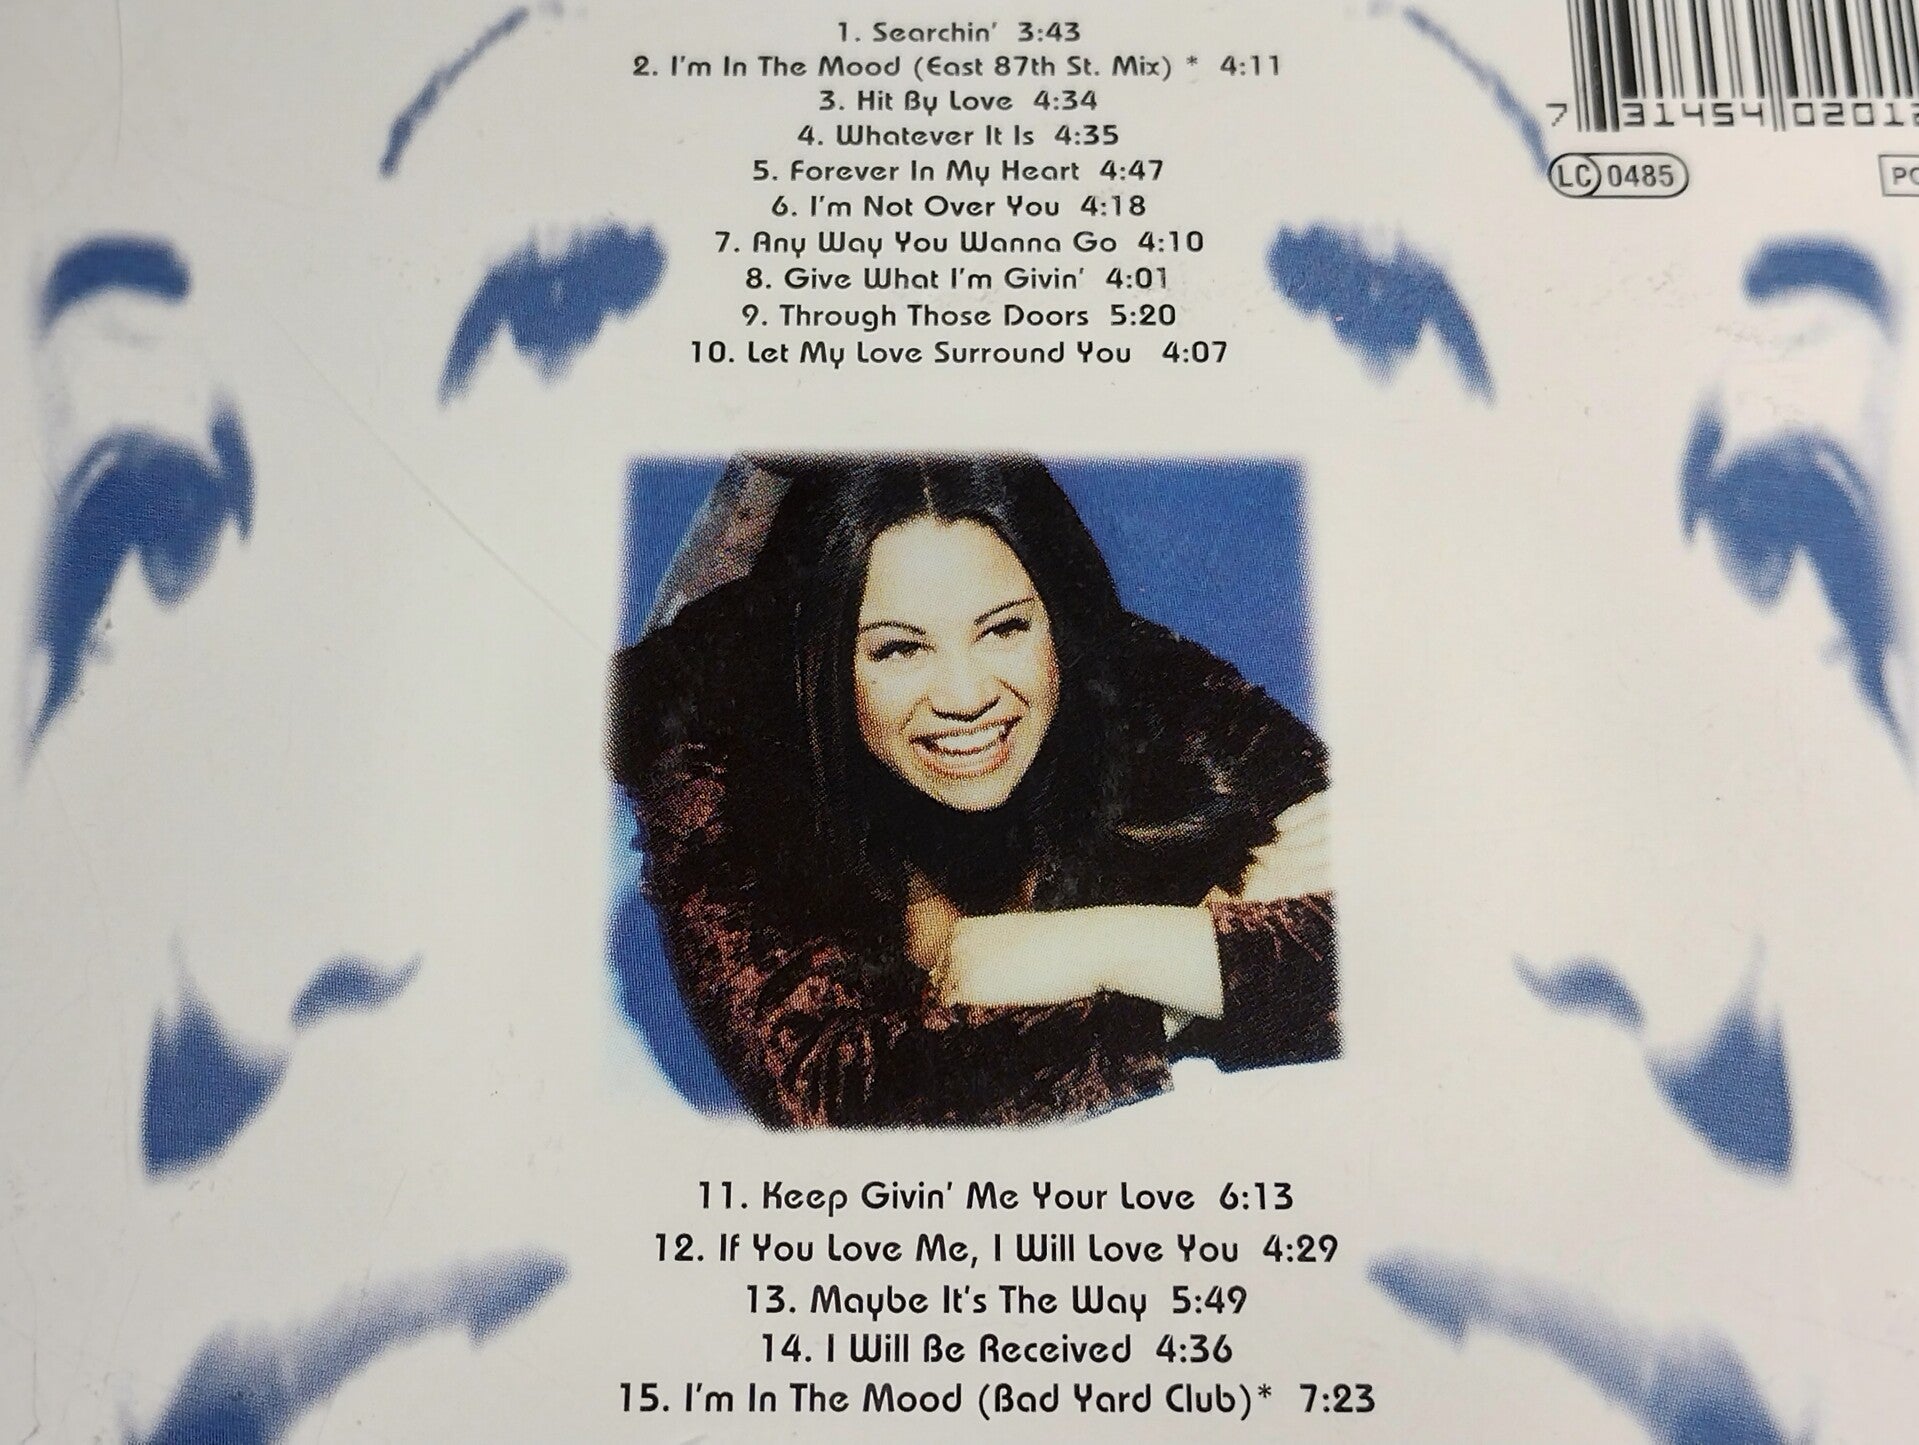 1. Searchin' 3:43
2. I'm In The Mood (East 87th St. Mix) * 4:11
3. Hit By Love 4:34
4. Whatever It Is 4:35
5. Forever In My Heart 4:47
6. I'm Not Over You 4:18
7. Any Way You Wanna Go 4:10
8. Give What I'm Givin' 4:01
9. Through Those Doors 5:20
10. Let My Love Surround You 4:07
7 31454 02012
LC 0485
PO
11. Keep Givin' Me Your Love 6:13
12. If You Love Me, I Will Love You 4:29
13. Maybe It's The Way 5:49
14. I Will Be Received 4:36
15. I'm In The Mood (Bad Yard Club)* 7:23